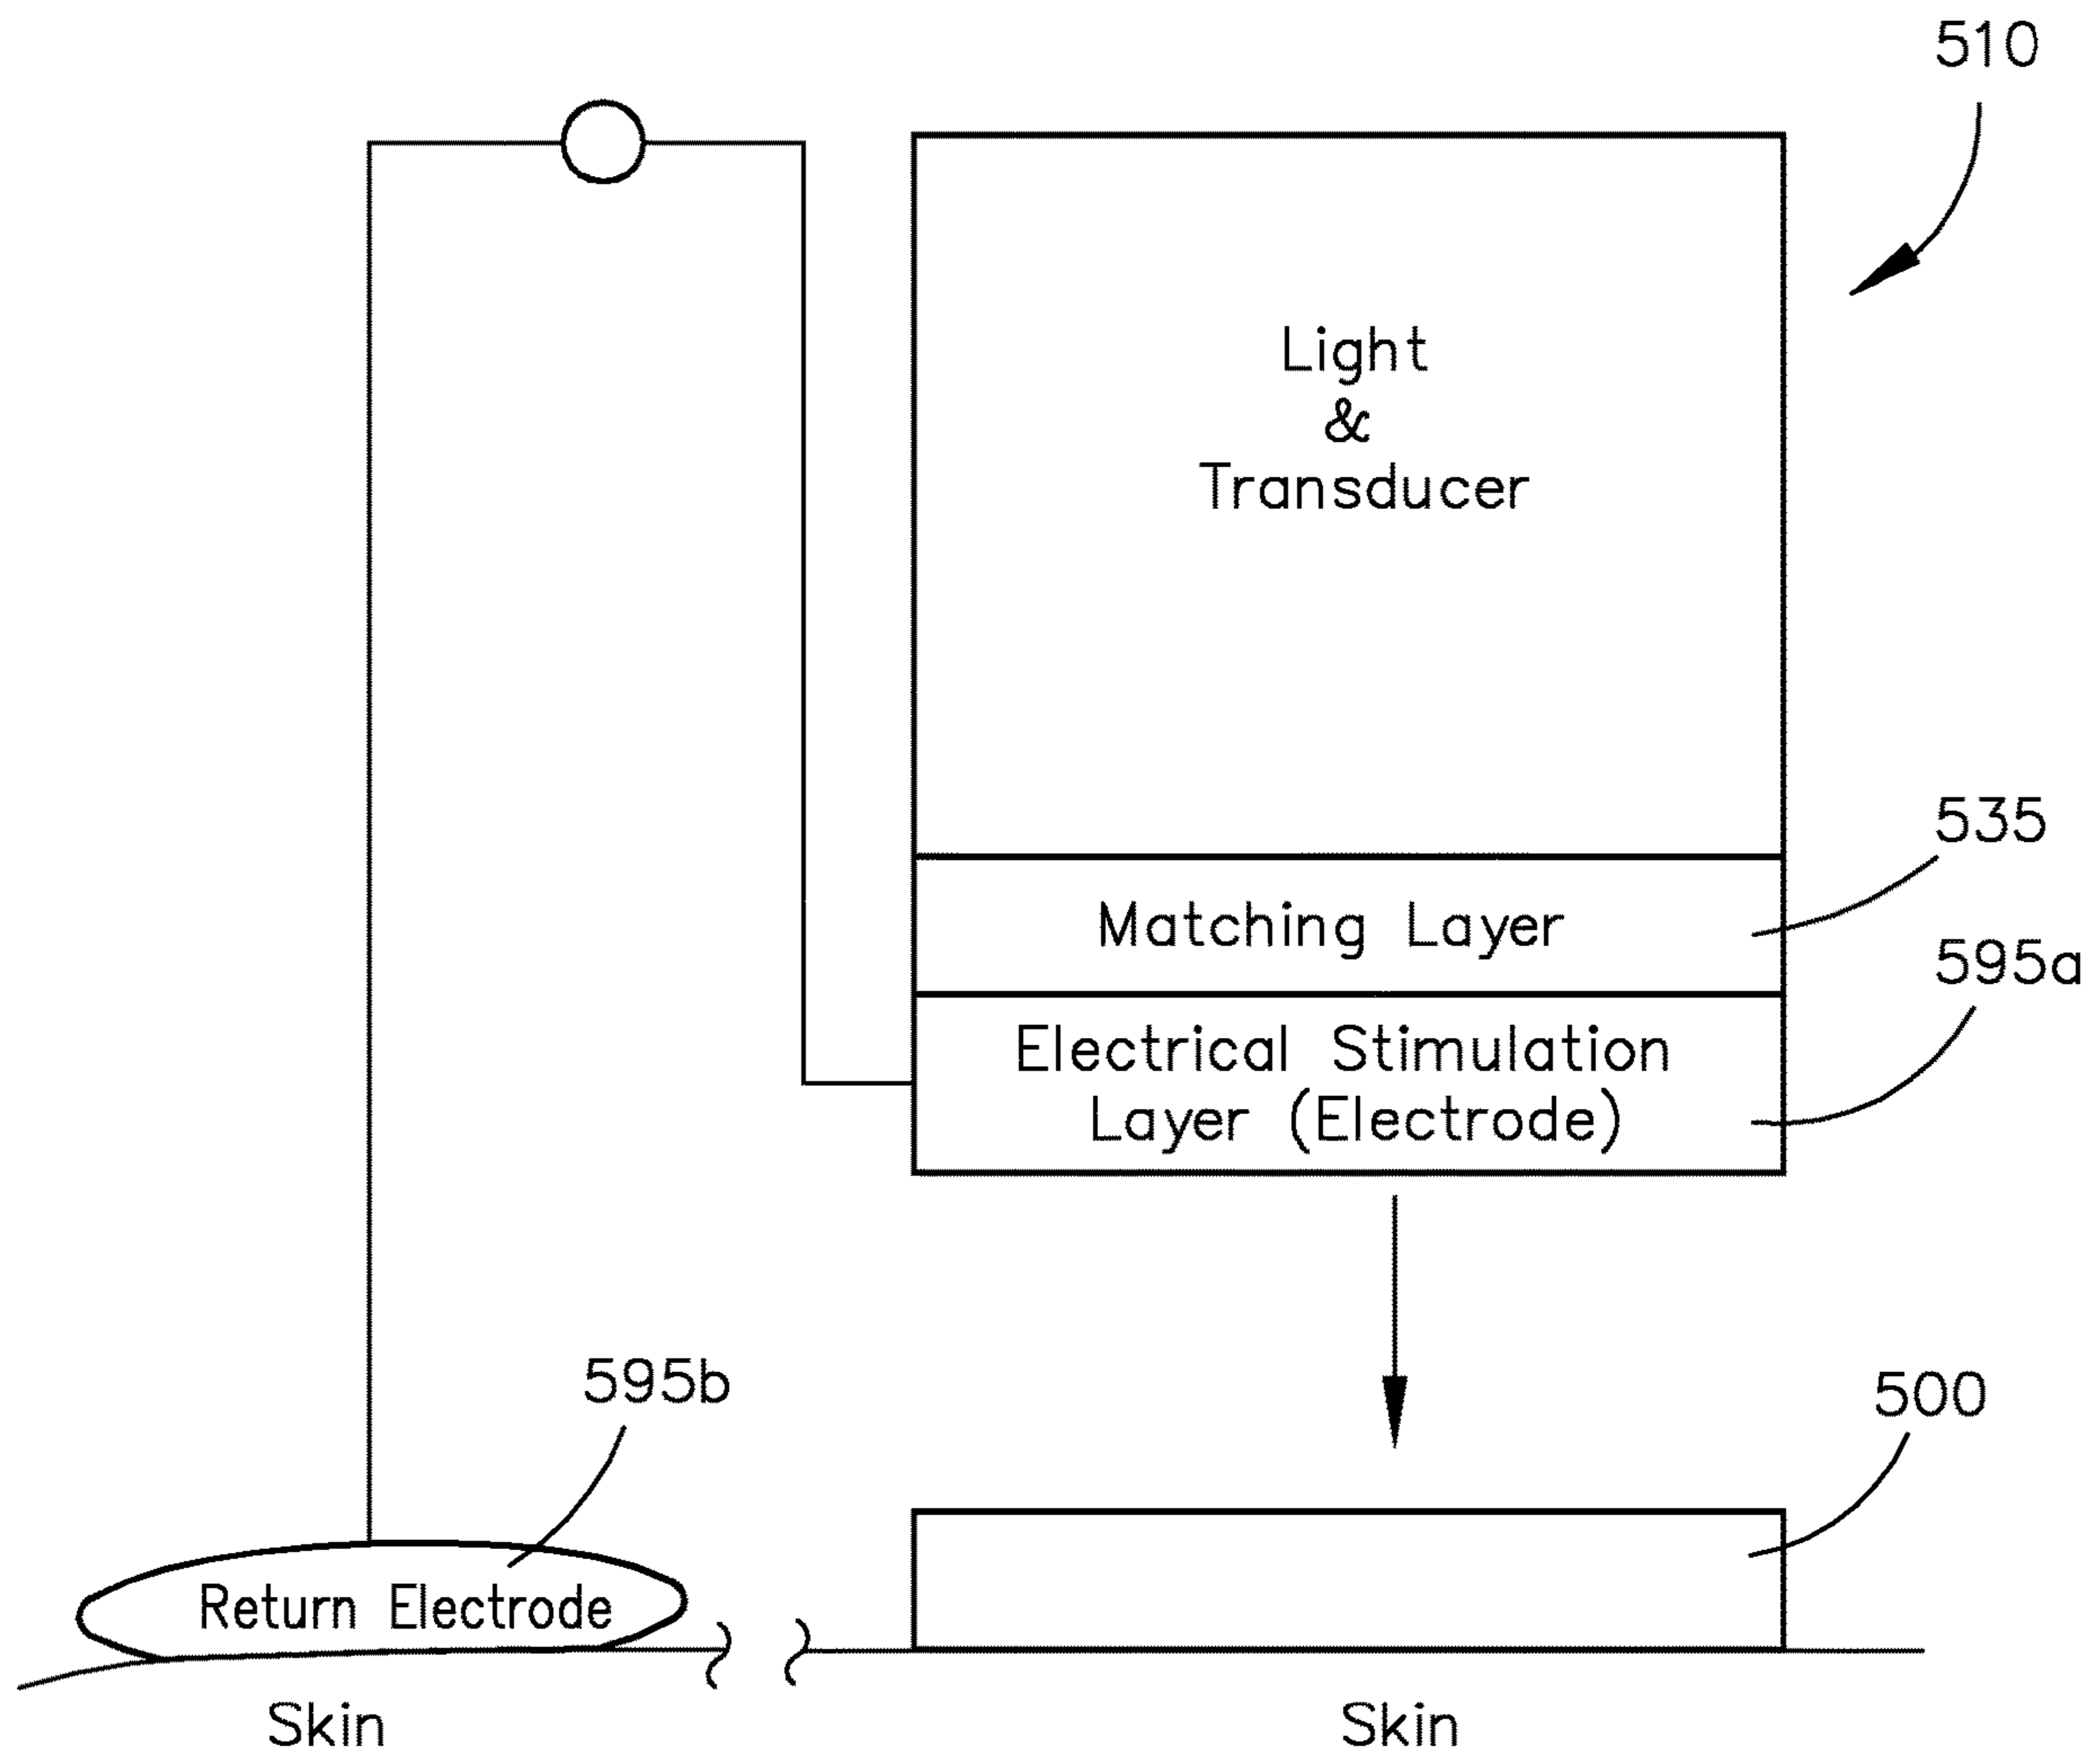 510
Light
&
Transducer
535
Matching Layer
595a
Electrical Stimulation
Layer (Electrode)
595b
500
Return Electrode
Skin
Skin